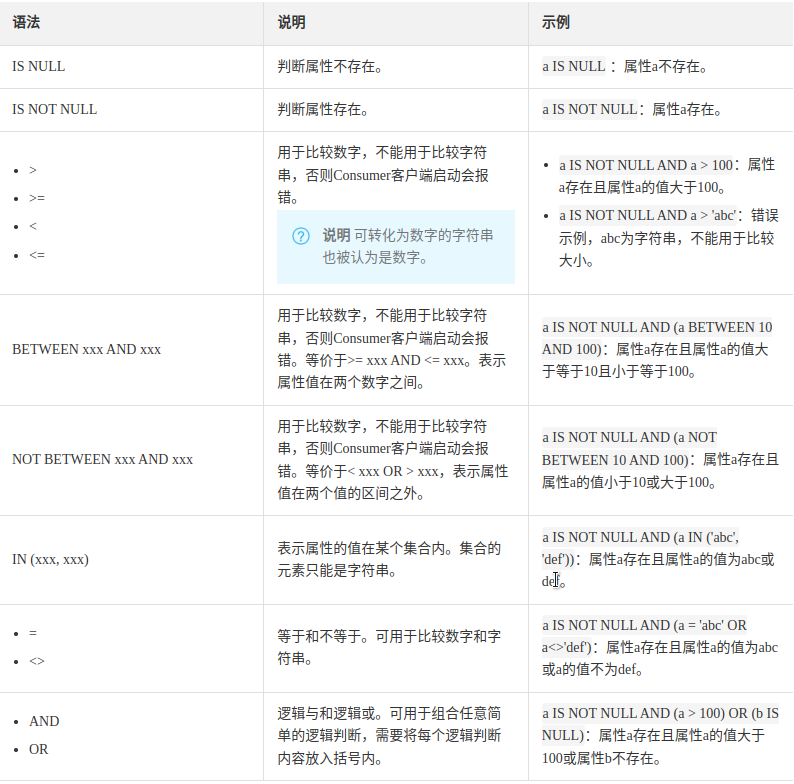 语法 说明 示例
IS NULL 判断属性不存在。 a IS NULL ：属性a不存在。
IS NOT NULL 判断属性存在。 a IS NOT NULL：属性a存在。
• >
• >=
• <
• <=
用于比较数字，不能用于比较字符
串，否则Consumer客户端启动会报
错。
说明 可转化为数字的字符串
也被认为是数字。
• a IS NOT NULL AND a > 100：属性
a存在且属性a的值大于100。
• a IS NOT NULL AND a > 'abc'：错误
示例，abc为字符串，不能用于比较
大小。
BETWEEN xxx AND xxx
用于比较数字，不能用于比较字符
串，否则Consumer客户端启动会报
错。等价于>= xxx AND <= xxx。表示
属性值在两个数字之间。
a IS NOT NULL AND (a BETWEEN 10
AND 100)：属性a存在且属性a的值大
于等于10且小于等于100。
NOT BETWEEN xxx AND xxx
用于比较数字，不能用于比较字符
串，否则Consumer客户端启动会报
错。等价于< xxx OR > xxx，表示属性
值在两个值的区间之外。
a IS NOT NULL AND (a NOT
BETWEEN 10 AND 100)：属性a存在且
属性a的值小于10或大于100。
IN (xxx, xxx)
表示属性的值在某个集合内。集合的
元素只能是字符串。
a IS NOT NULL AND (a IN ('abc',
'def'))：属性a存在且属性a的值为abc或
def。
• =
• <>
等于和不等于。可用于比较数字和字
符串。
a IS NOT NULL AND (a = 'abc' OR
a<>'def')：属性a存在且属性a的值为abc
或a的值不为def。
• AND
• OR
逻辑与和逻辑或。可用于组合任意简
单的逻辑判断，需要将每个逻辑判断
内容放入括号内。
a IS NOT NULL AND (a > 100) OR (b IS
NULL)：属性a存在且属性a的值大于
100或属性b不存在。